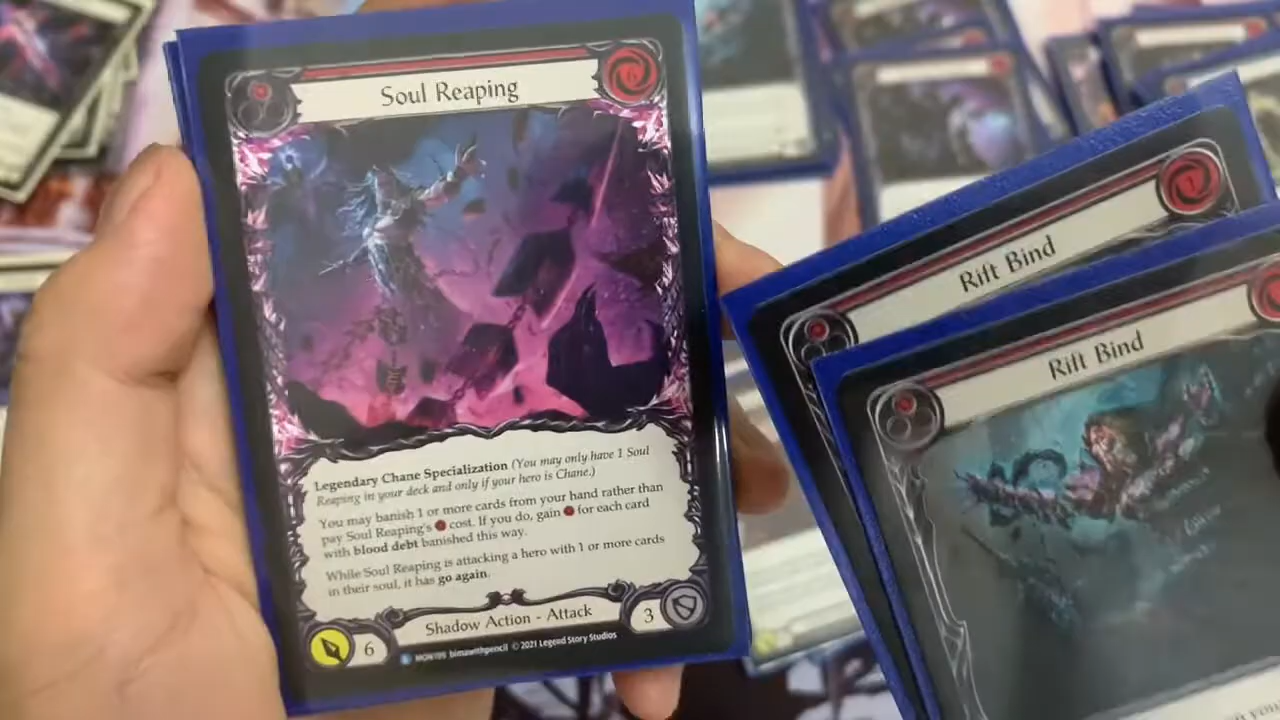 Soul Reaping
6
Legendary Chane Specialization (You may only have 1 Soul
Reaping in your deck and only if your hero is Chane.)
You may banish 1 or more cards from your hand rather than
pay Soul Reaping's cost. If you do, gain for each card
with blood debt banished this way.
While Soul Reaping is attacking a hero with 1 or more cards
in their soul, it has go again.
6
Shadow Action - Attack
3
bimawithpencil © 2021 Legend Story Studios
Rift Bind
1
Rift Bind